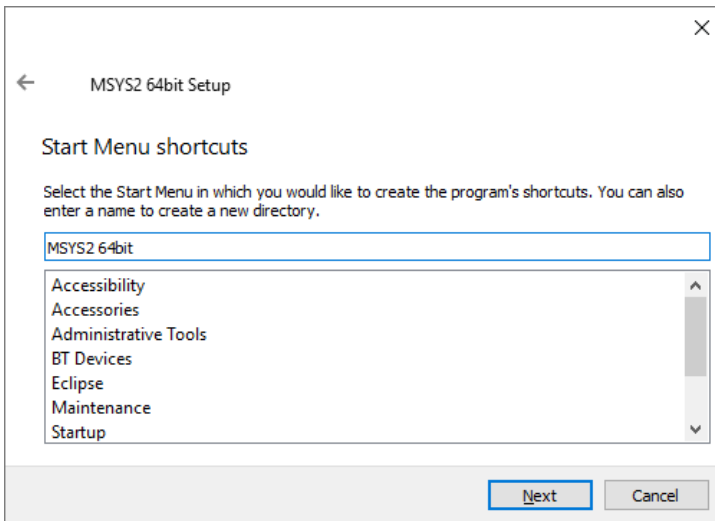 MSYS2 64bit Setup
Start Menu shortcuts
Select the Start Menu in which you would like to create the program's shortcuts. You can also
enter a name to create a new directory.
MSYS2 64bit
Accessibility
Accessories
Administrative Tools
BT Devices
Eclipse
Maintenance
Startup
Next
Cancel